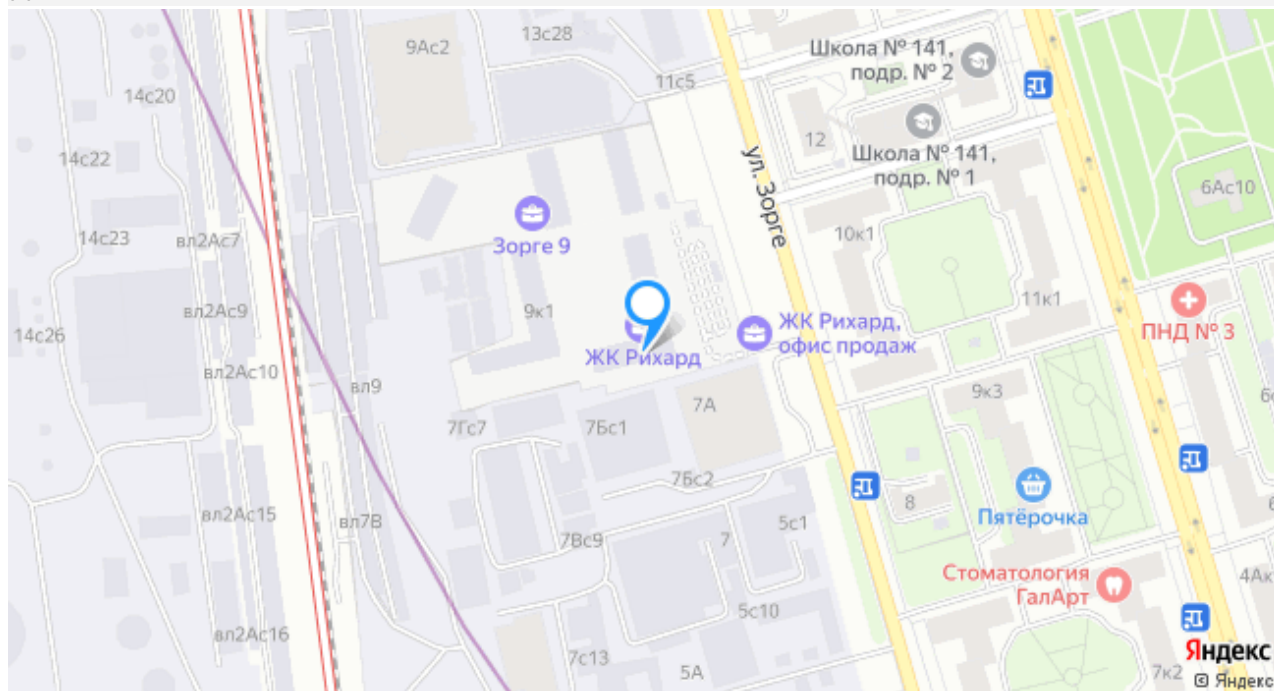 9Ас2
13с28
Школа № 141,
подр. № 2
14с20
11с5
12
Школа № 141,
подр. № 1
14с22
ул. Зорге
6Ас10
14с23
вл2Ас7
Зорге 9
10к1
11к1
вл2Ас9
9к1
ЖК Рихард,
офис продаж
ПНД № 3
14с26
ЖК Рихард
вл2Ас10
вл9
9к3
7А
7Гс7
7Бс1
7Бс2
8
Пятёрочка
вл2Ас15
вл7В
7Вс9
7
5с1
Стоматология
ГалАрт
4Ак
5с10
вл2Ас16
7с13
5А
7к2
Яндекс
© Яндекс